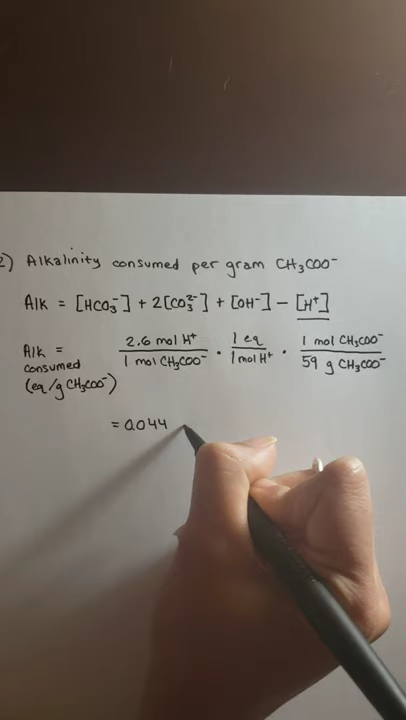 2) Alkalinity consumed per gram CH₃COO⁻
Alk = [HCO₃⁻] + 2[CO₃²⁻] + [OH⁻] − [H⁺]
Alk = 2.6 mol H⁺ / 1 mol CH₃COO⁻ · 1 eq / 1 mol H⁺ · 1 mol CH₃COO⁻ / 59 g CH₃COO⁻
consumed
(eq/g CH₃COO⁻)
= 0.044